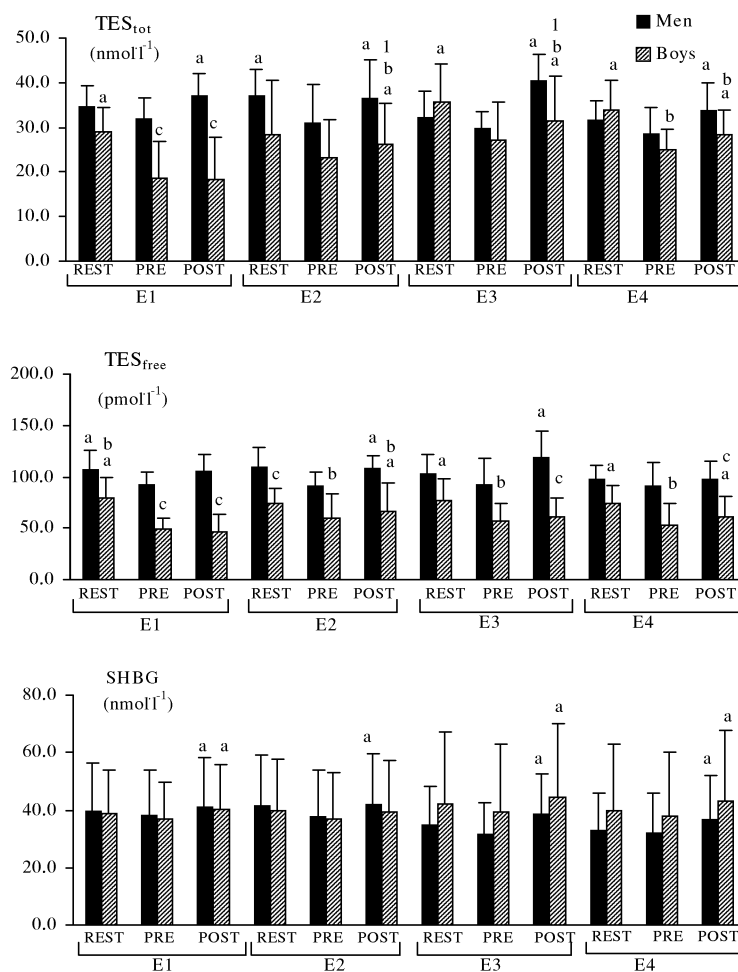 TEStot
(nmol·l-1)
Men
Boys
50.0
40.0
30.0
20.0
10.0
0.0
a
c
a
c
a
a
l
b
a
a
a
l
b
a
a
b
a
b
a
REST PRE POST REST PRE POST REST PRE POST REST PRE POST
E1 E2 E3 E4
TESfree
(pmol·l-1)
200.0
150.0
100.0
50.0
0.0
a
b
a
c
c
c
b
a
b
a
a
b
a
c
a
b
c
a
REST PRE POST REST PRE POST REST PRE POST REST PRE POST
E1 E2 E3 E4
SHBG
(nmol·l-1)
80.0
60.0
40.0
20.0
0.0
a a
a
a
a
a
a
REST PRE POST REST PRE POST REST PRE POST REST PRE POST
E1 E2 E3 E4